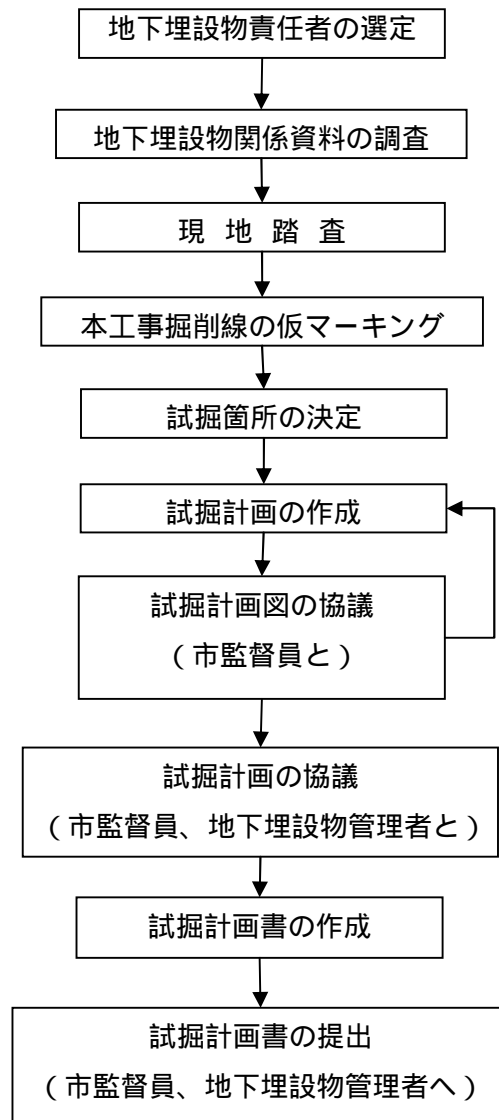 地下埋設物責任者の選定
地下埋設物関係資料の調査
現 地 踏 査
本工事掘削線の仮マーキング
試掘箇所の決定
試掘計画の作成
試掘計画図の協議
（市監督員と）
試掘計画の協議
（市監督員、地下埋設物管理者と）
試掘計画書の作成
試掘計画書の提出
（市監督員、地下埋設物管理者へ）